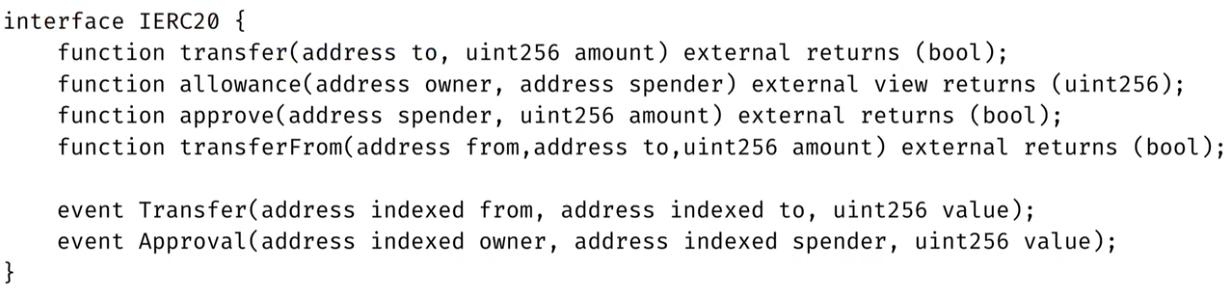 interface IERC20 {
    function transfer(address to, uint256 amount) external returns (bool);
    function allowance(address owner, address spender) external view returns (uint256);
    function approve(address spender, uint256 amount) external returns (bool);
    function transferFrom(address from,address to,uint256 amount) external returns (bool);

    event Transfer(address indexed from, address indexed to, uint256 value);
    event Approval(address indexed owner, address indexed spender, uint256 value);
}